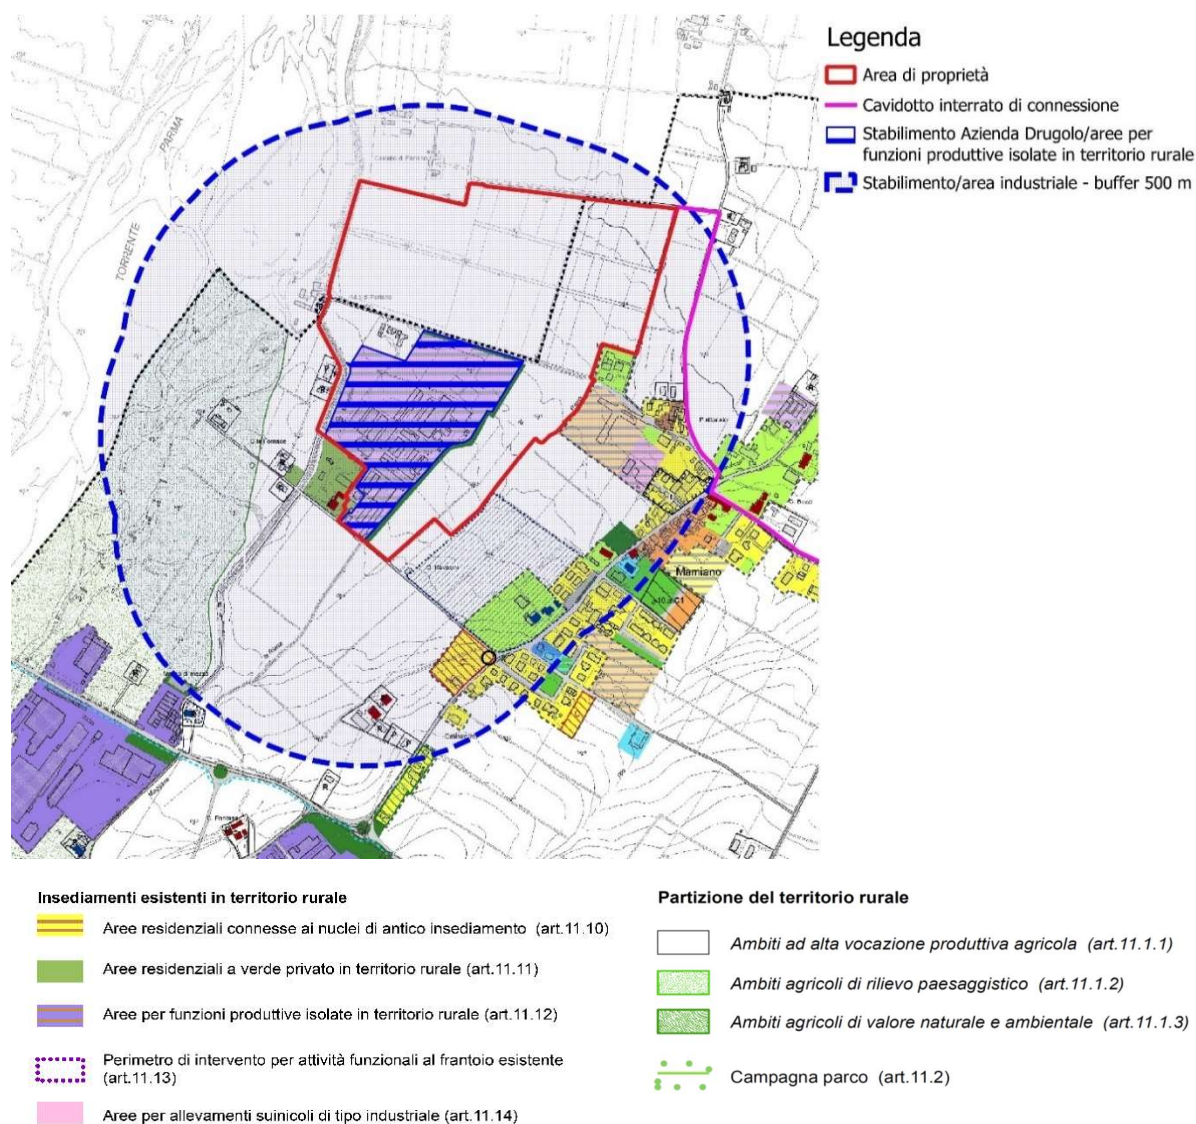 Legenda
Area di proprietà
Cavidotto interrato di connessione
Stabilimento Azienda Drugolo/aree per
funzioni produttive isolate in territorio rurale
Stabilimento/area industriale - buffer 500 m
PARMA
TORRENTE
Mamiano
Insediamenti esistenti in territorio rurale
Aree residenziali connesse ai nuclei di antico insediamento (art.11.10)
Aree residenziali a verde privato in territorio rurale (art.11.11)
Aree per funzioni produttive isolate in territorio rurale (art.11.12)
Perimetro di intervento per attività funzionali al frantoio esistente
(art.11.13)
Aree per allevamenti suinicoli di tipo industriale (art.11.14)
Partizione del territorio rurale
Ambiti ad alta vocazione produttiva agricola (art.11.1.1)
Ambiti agricoli di rilievo paesaggistico (art.11.1.2)
Ambiti agricoli di valore naturale e ambientale (art.11.1.3)
Campagna parco (art.11.2)